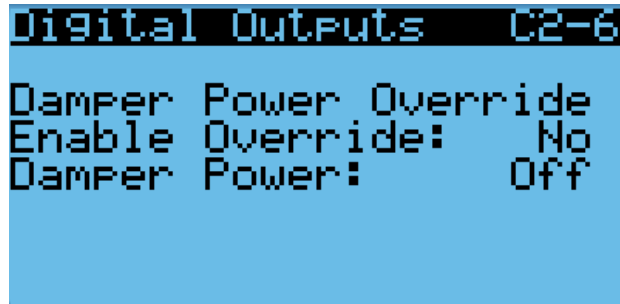 Digital Outputs C2-6
Damper Power Override
Enable Override: No
Damper Power: Off